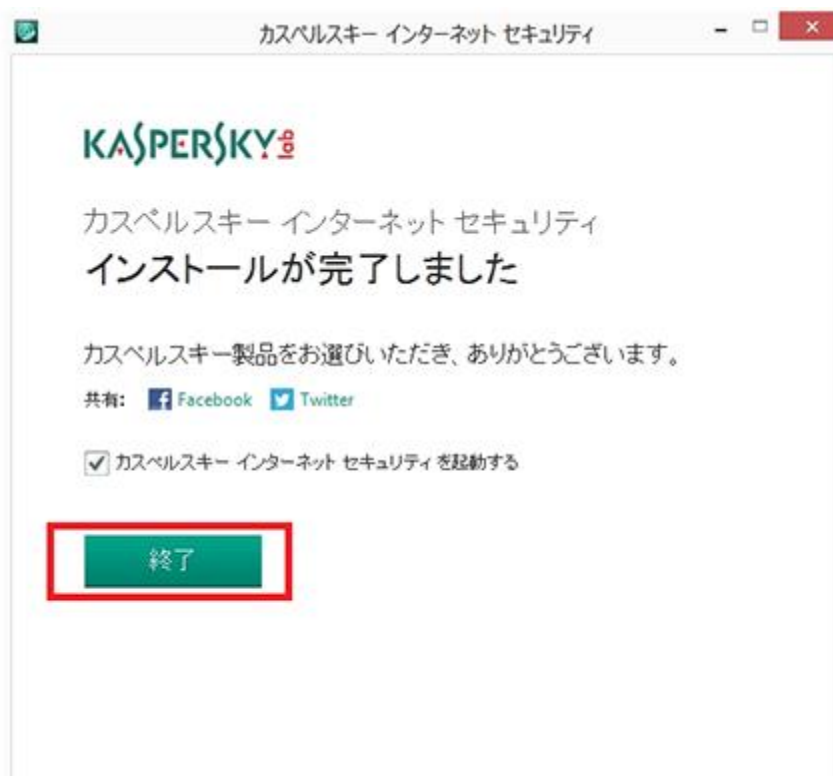 カスペルスキー インターネット セキュリティ
KASPERSKY lab
カスペルスキー インターネット セキュリティ
インストールが完了しました
カスペルスキー製品をお選びいただき、ありがとうございます。
共有: Facebook Twitter
カスペルスキー インターネット セキュリティ を起動する
終了